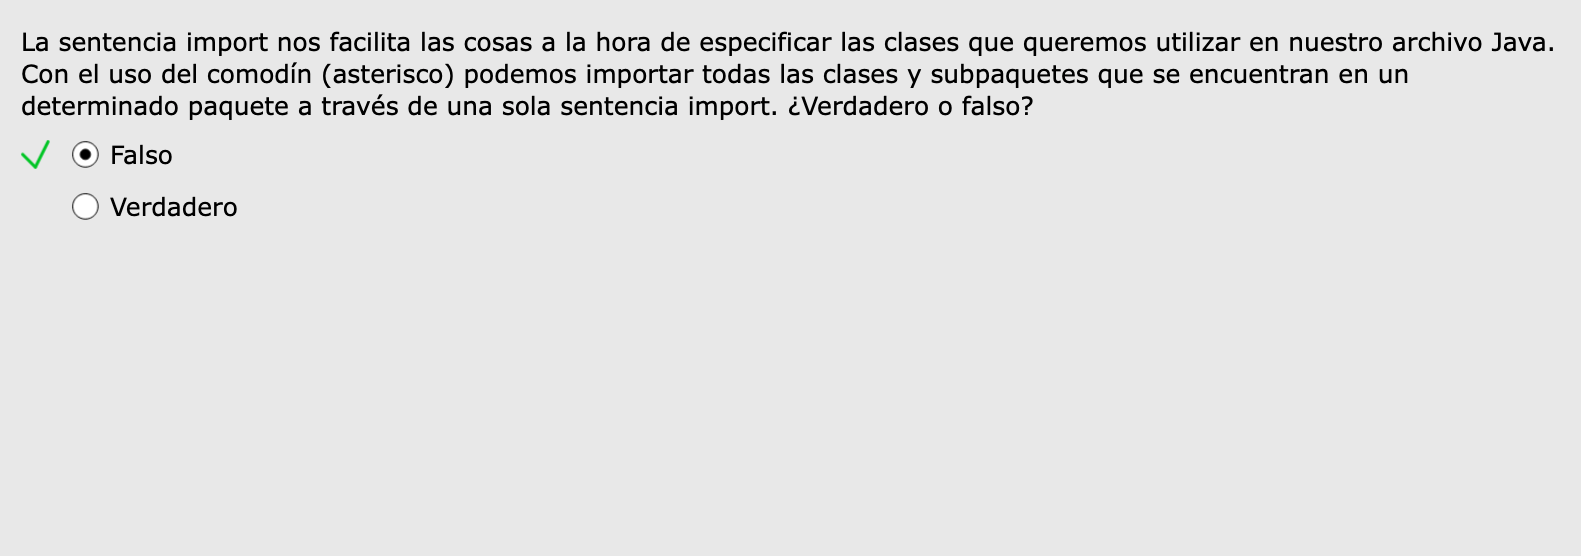 La sentencia import nos facilita las cosas a la hora de especificar las clases que queremos utilizar en nuestro archivo Java.
Con el uso del comodín (asterisco) podemos importar todas las clases y subpaquetes que se encuentran en un
determinado paquete a través de una sola sentencia import. ¿Verdadero o falso?
Falso
Verdadero